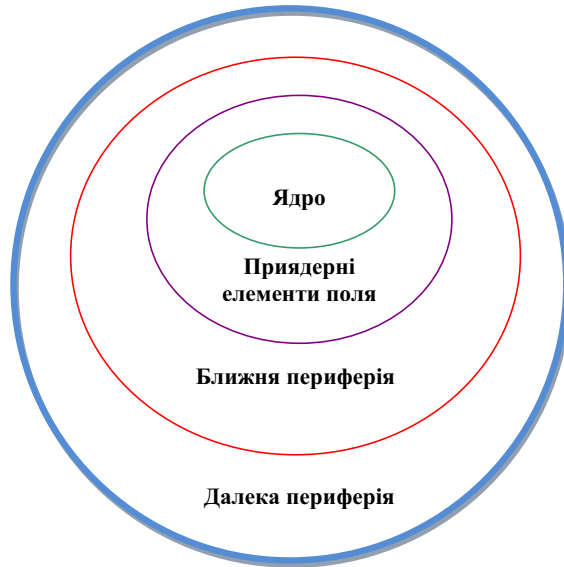 Ядро
Приядерні
елементи поля
Ближня периферія
Далека периферія